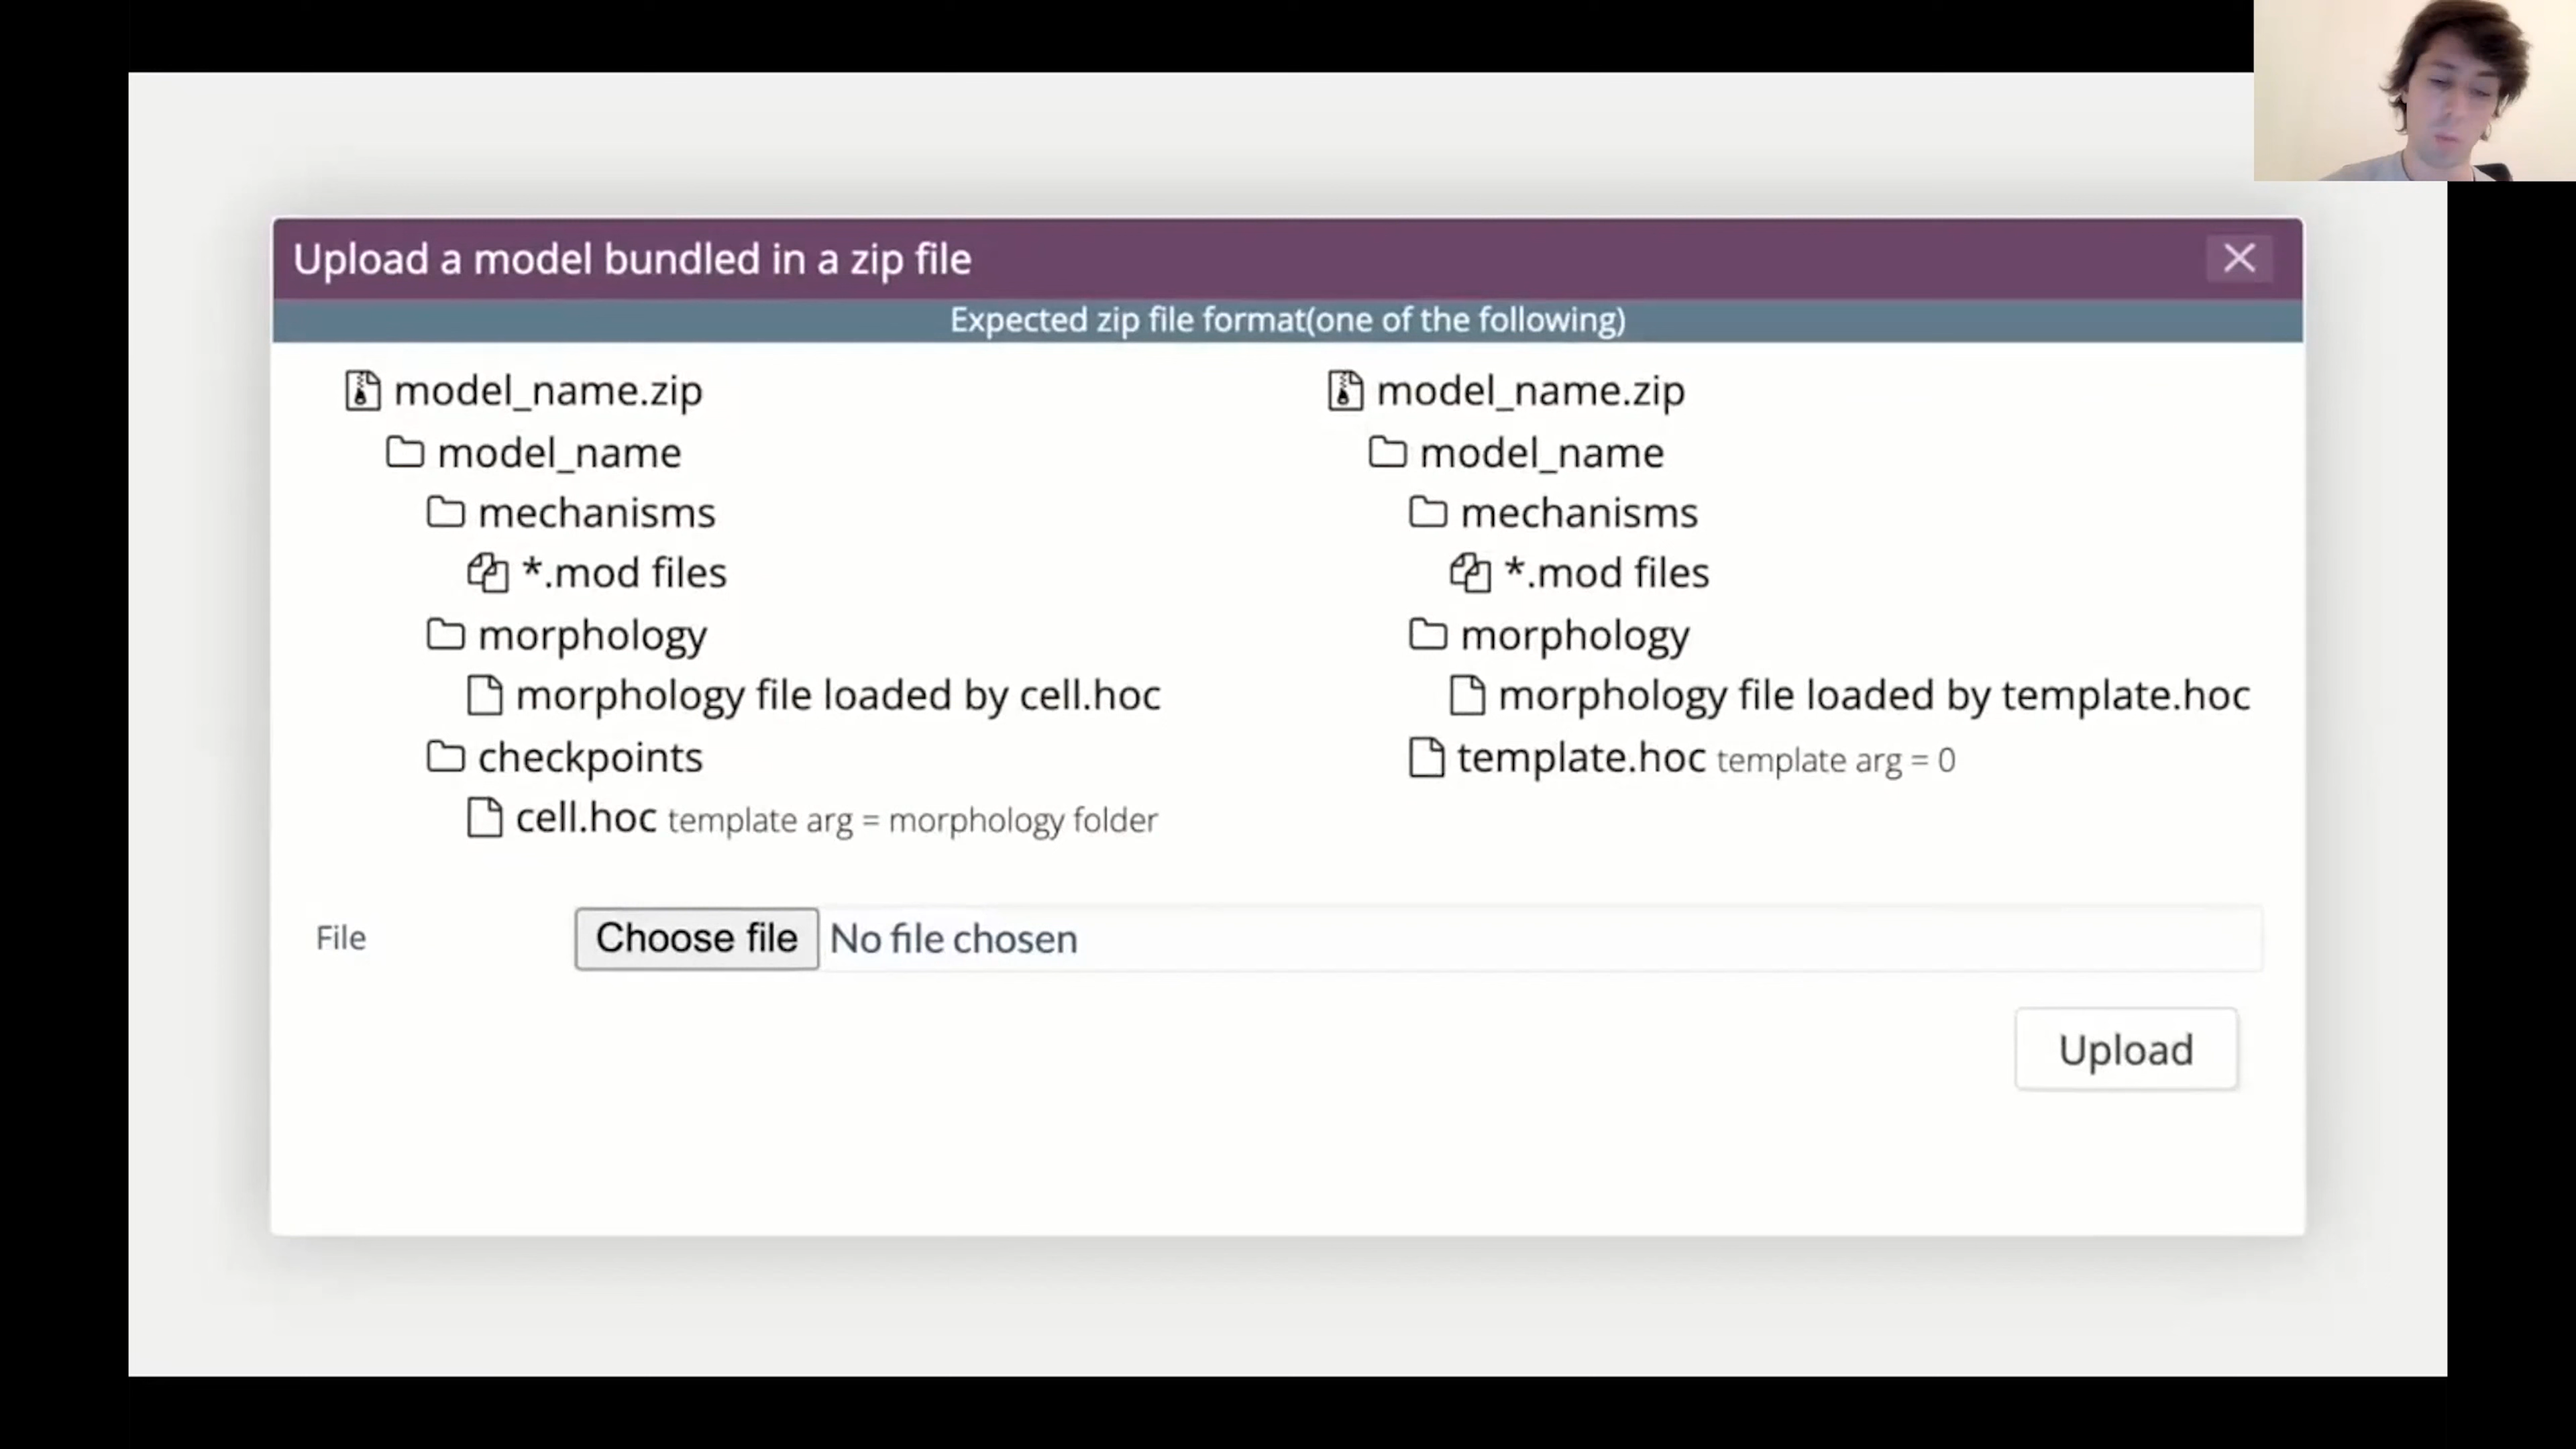 Upload a model bundled in a zip file
Expected zip file format(one of the following)
model_name.zip
model_name
mechanisms
*.mod files
morphology
morphology file loaded by cell.hoc
checkpoints
cell.hoc template arg = morphology folder
model_name.zip
model_name
mechanisms
*.mod files
morphology
morphology file loaded by template.hoc
template.hoc template arg = 0
File
Choose file
No file chosen
Upload